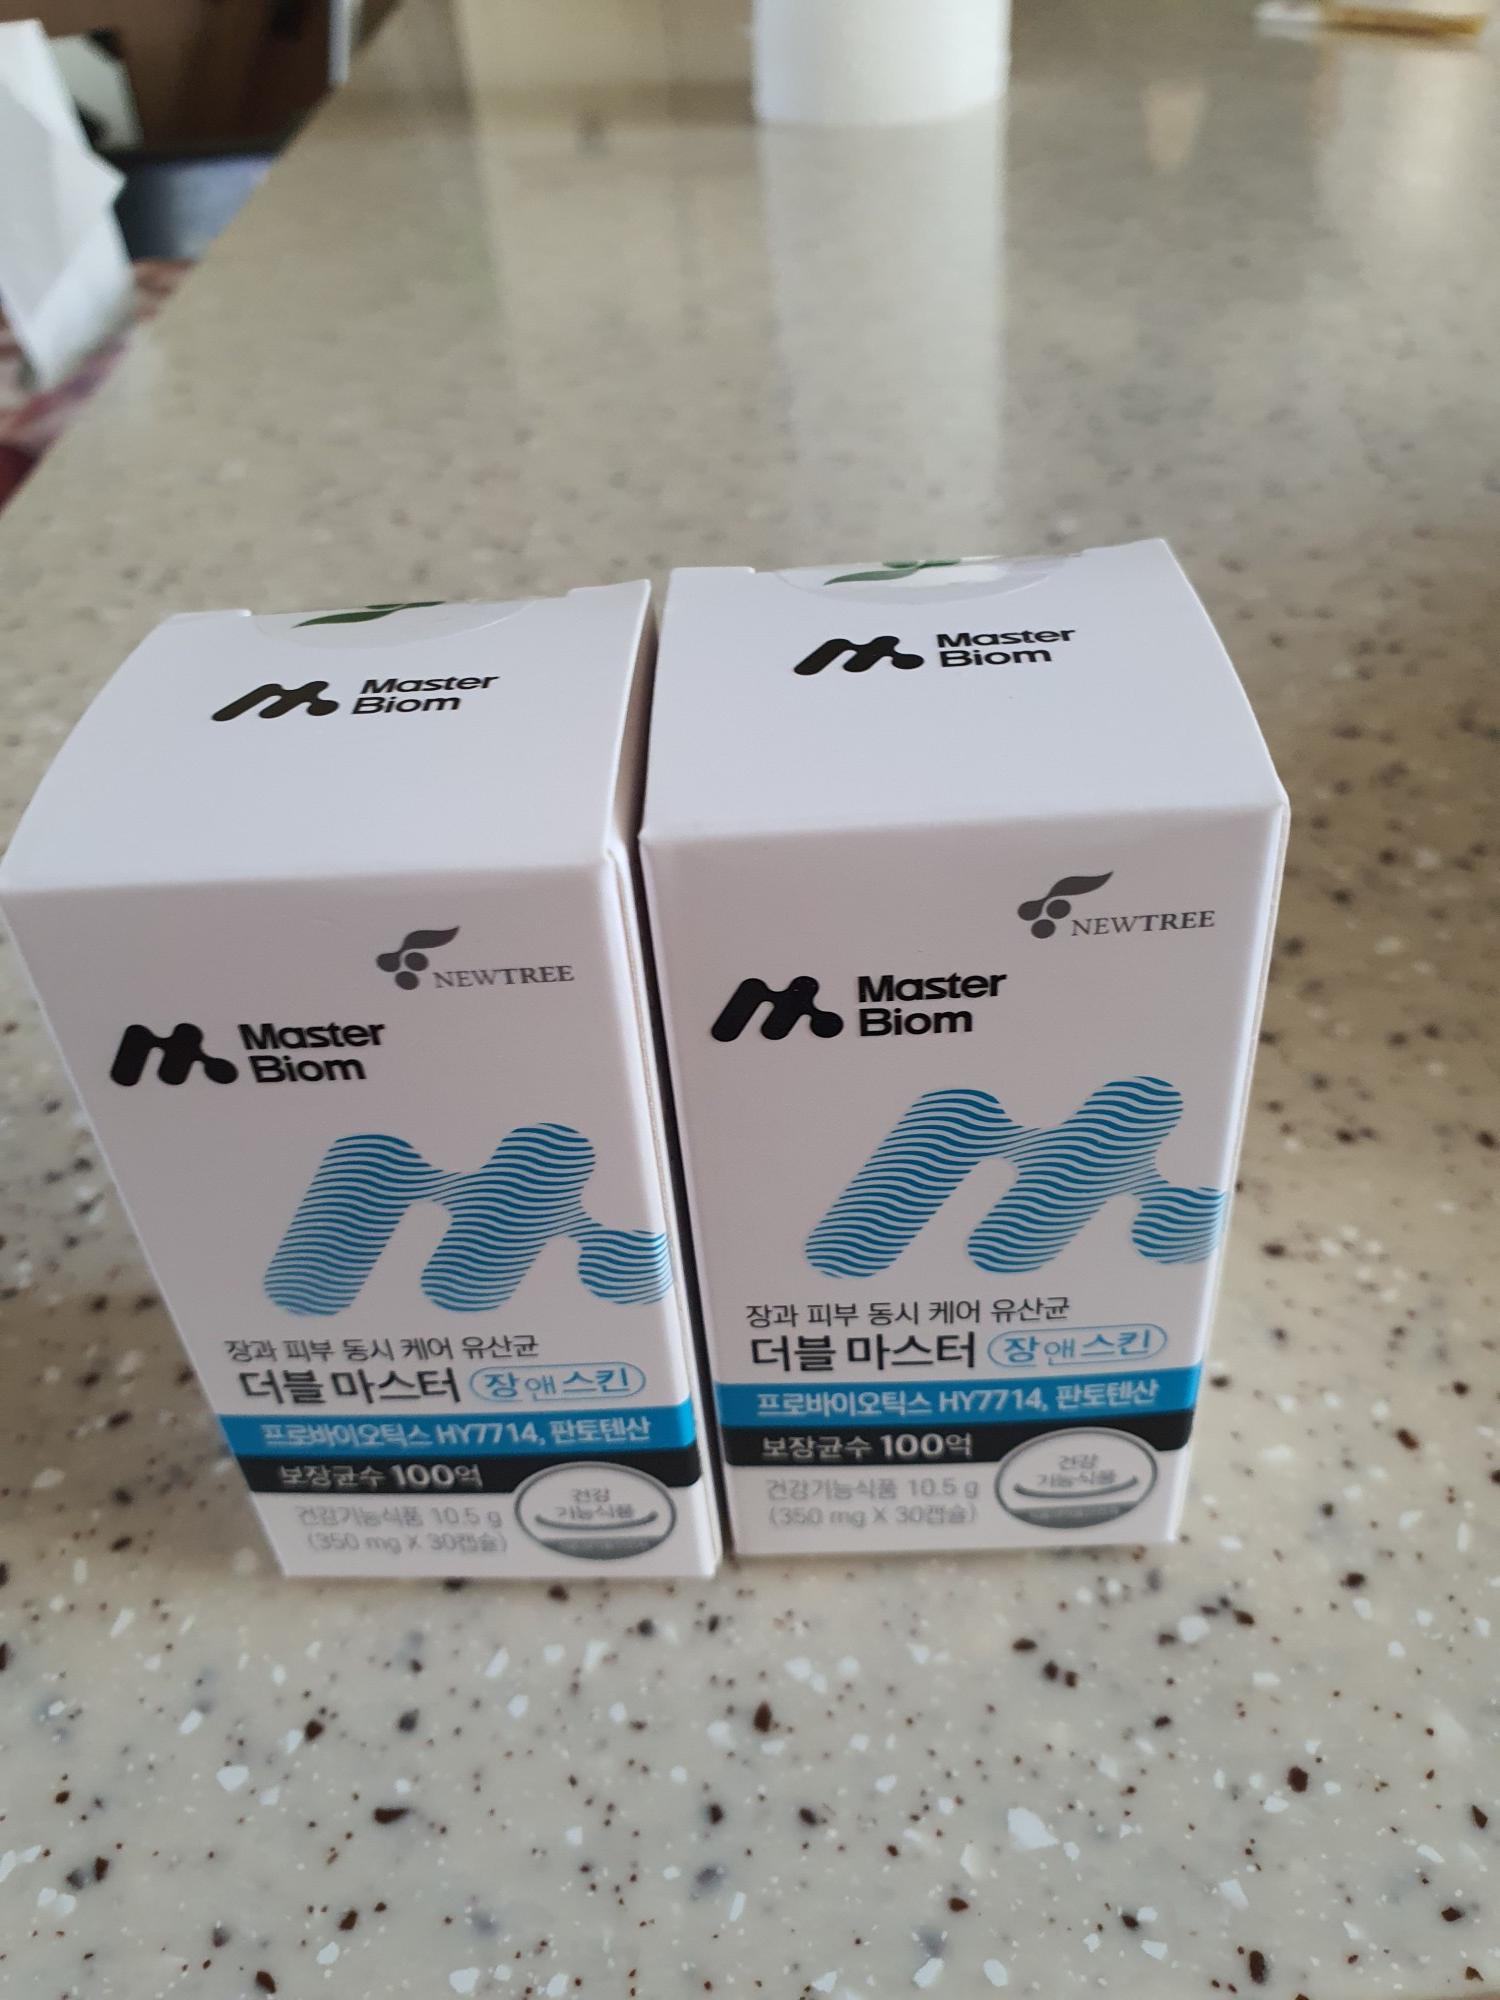 Master
Biom
NEWTREE
Master
Biom
장과 피부 동시 케어 유산균
더블 마스터 장앤스킨
프로바이오틱스 HY7714, 판토텐산
보장균수 100억
건강기능식품 10.5 g
(350 mg X 30캡슐)
건강
기능식품
Master
Biom
NEWTREE
Master
Biom
장과 피부 동시 케어 유산균
더블 마스터 장앤스킨
프로바이오틱스 HY7714, 판토텐산
보장균수 100억
건강기능식품 10.5 g
(350 mg X 30캡슐)
건강
기능식품